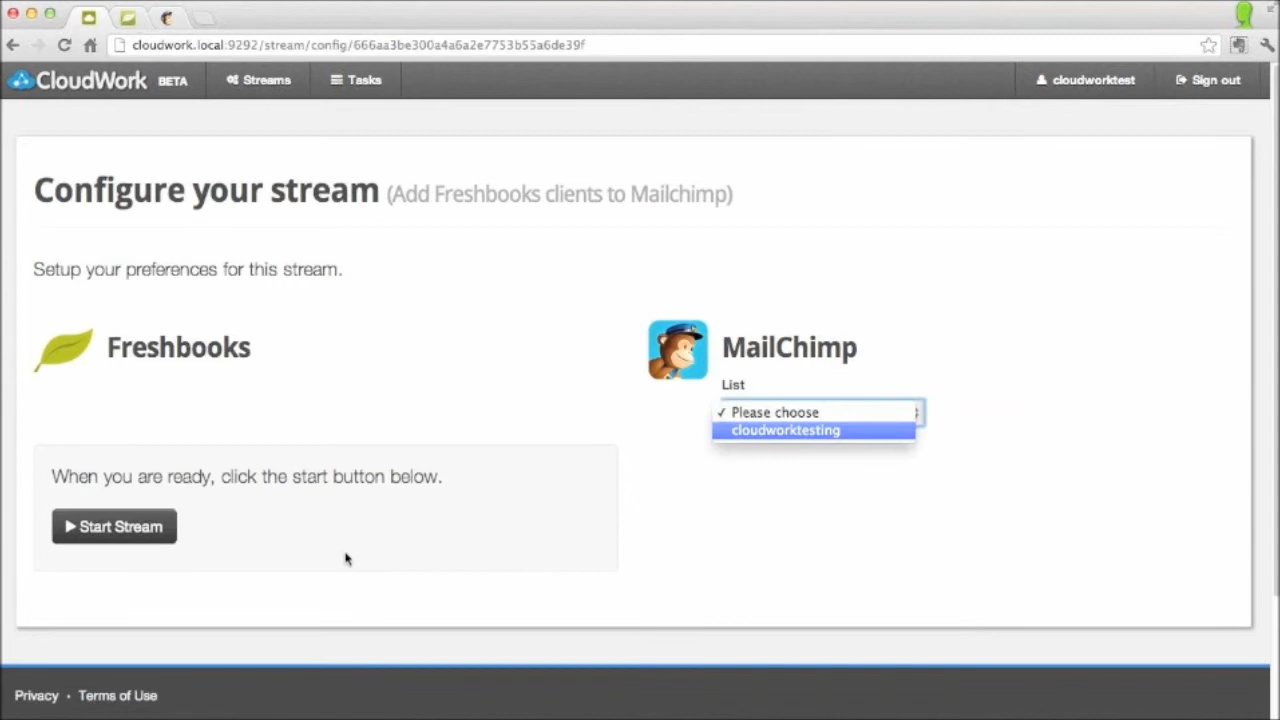 cloudwork.local:9292/stream/config/666aa3be300a4a6a2e7753b55a6de39f
CloudWork BETA Streams Tasks cloudworktest Sign out
Configure your stream (Add Freshbooks clients to Mailchimp)
Setup your preferences for this stream.
Freshbooks
MailChimp
List
✓ Please choose
cloudworktesting
When you are ready, click the start button below.
Start Stream
Privacy · Terms of Use